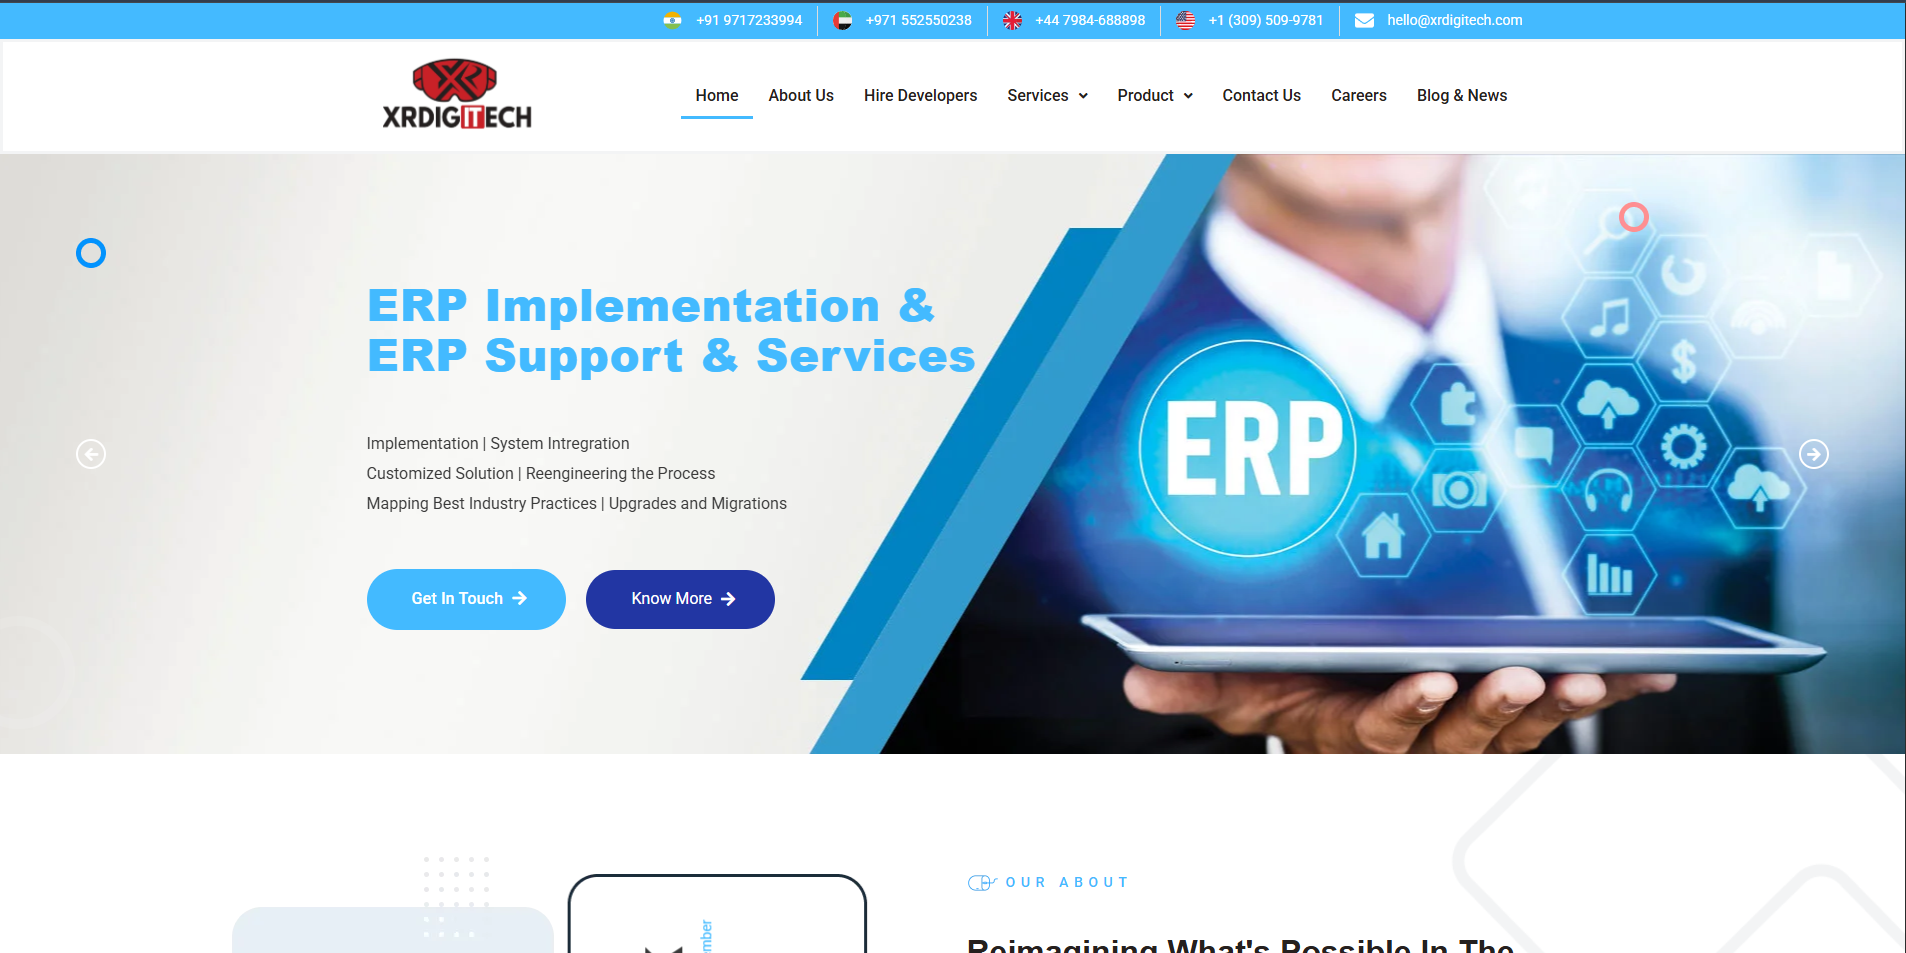 +91 9717233994
+971 552550238
+44 7984-688898
+1 (309) 509-9781
hello@xrdigitech.com
XR
XRDIGITECH
Home
About Us
Hire Developers
Services
Product
Contact Us
Careers
Blog & News
ERP Implementation &
ERP Support & Services
Implementation | System Intregration
Customized Solution | Reengineering the Process
Mapping Best Industry Practices | Upgrades and Migrations
Get In Touch
Know More
ERP
OUR ABOUT
Reimagining What's Possible In The